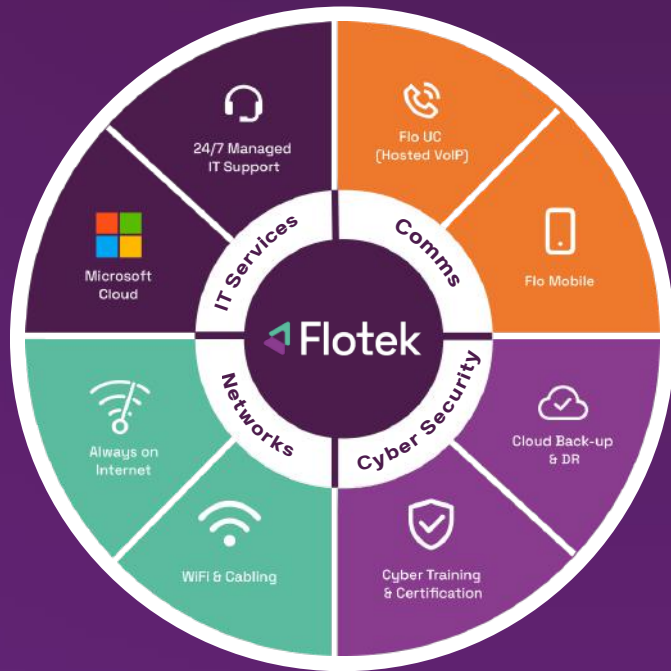 24/7 Managed
IT Support
Flo UC
(Hosted VoIP)
Microsoft
Cloud
Flo Mobile
IT Services
Comms
Flotek
Networks
Cyber Security
Always on
Internet
Cloud Back-up
& DR
WiFi & Cabling
Cyber Training
& Certification